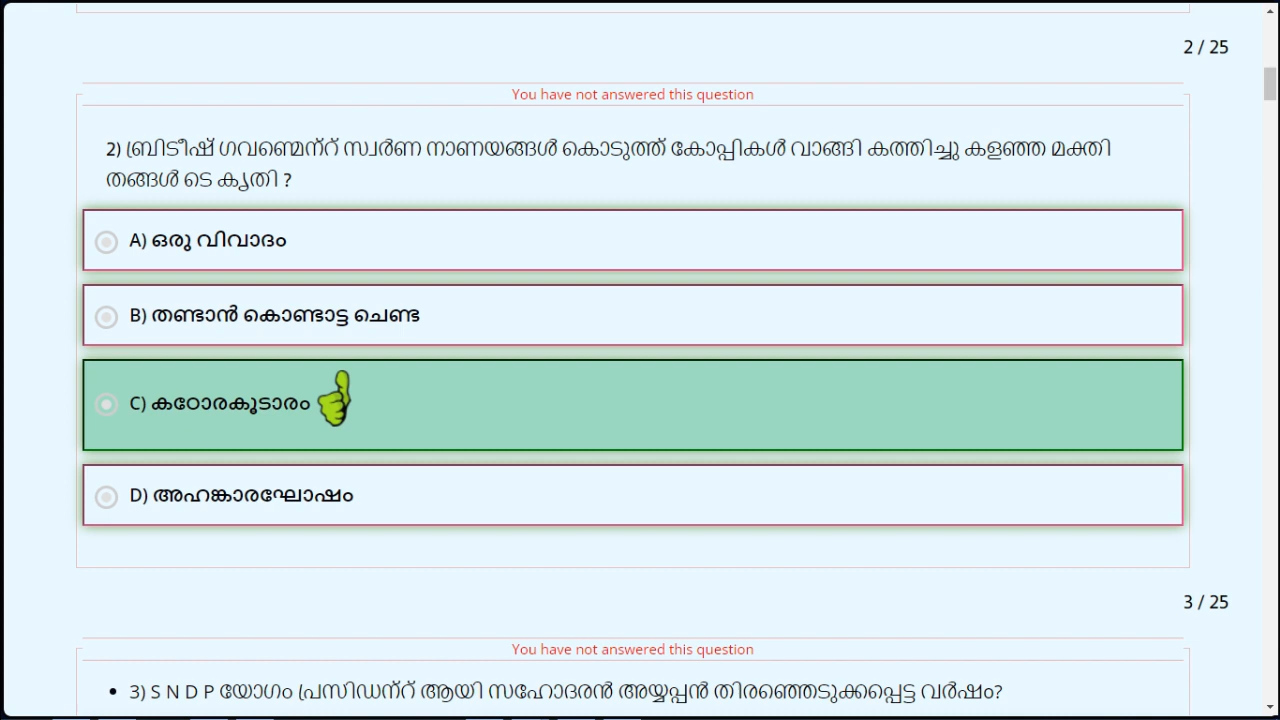 2 / 25
You have not answered this question
2) ബ്രിട്ടീഷ് ഗവണ്മെൻ്റ് സ്വർണ നാണയങ്ങൾ കൊടുത്ത് കോപ്പികൾ വാങ്ങി കത്തിച്ചു കളഞ്ഞ മക്തി
തങ്ങൾ ടെ കൃതി ?
A) ഒരു വിവാദം
B) തണ്ടാൻ കൊണ്ടാട്ട ചെണ്ട
C) കഠോരകൂടാരം
D) അഹങ്കാരഘോഷം
3 / 25
You have not answered this question
• 3) S N D P യോഗം പ്രസിഡൻ്റ് ആയി സഹോദരൻ അയ്യപ്പൻ തിരഞ്ഞെടുക്കപ്പെട്ട വർഷം?